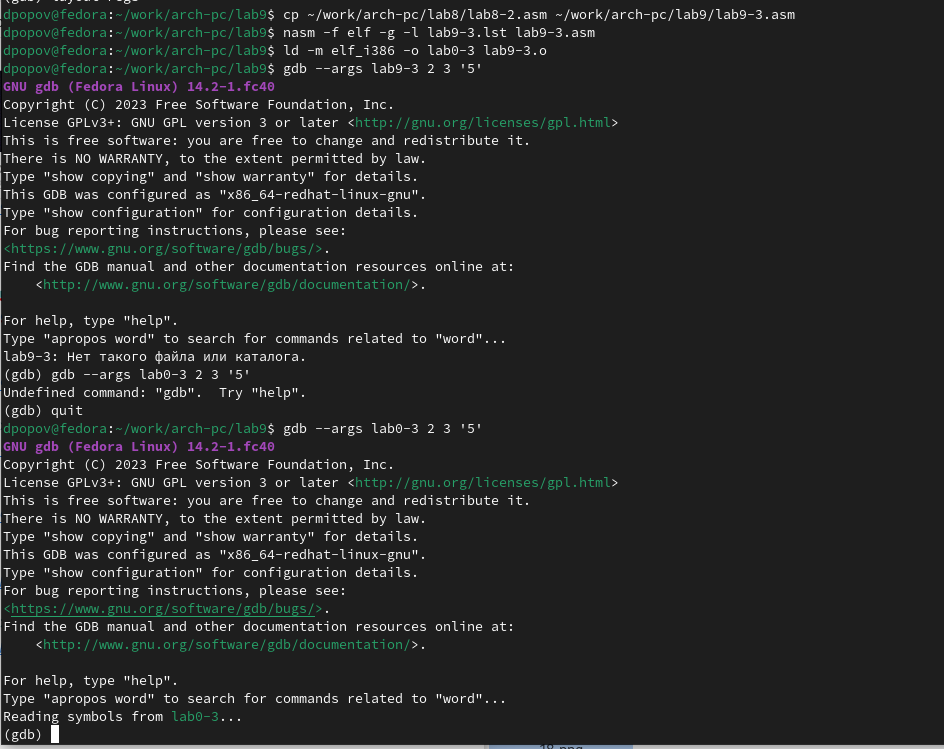 dpopov@fedora:~/work/arch-pc/lab9$ cp ~/work/arch-pc/lab8/lab8-2.asm ~/work/arch-pc/lab9/lab9-3.asm
dpopov@fedora:~/work/arch-pc/lab9$ nasm -f elf -g -l lab9-3.lst lab9-3.asm
dpopov@fedora:~/work/arch-pc/lab9$ ld -m elf_i386 -o lab0-3 lab9-3.o
dpopov@fedora:~/work/arch-pc/lab9$ gdb --args lab9-3 2 3 '5'
GNU gdb (Fedora Linux) 14.2-1.fc40
Copyright (C) 2023 Free Software Foundation, Inc.
License GPLv3+: GNU GPL version 3 or later <http://gnu.org/licenses/gpl.html>
This is free software: you are free to change and redistribute it.
There is NO WARRANTY, to the extent permitted by law.
Type "show copying" and "show warranty" for details.
This GDB was configured as "x86_64-redhat-linux-gnu".
Type "show configuration" for configuration details.
For bug reporting instructions, please see:
<https://www.gnu.org/software/gdb/bugs/>.
Find the GDB manual and other documentation resources online at:
    <http://www.gnu.org/software/gdb/documentation/>.

For help, type "help".
Type "apropos word" to search for commands related to "word"...
lab9-3: Нет такого файла или каталога.
(gdb) gdb --args lab0-3 2 3 '5'
Undefined command: "gdb".  Try "help".
(gdb) quit
dpopov@fedora:~/work/arch-pc/lab9$ gdb --args lab0-3 2 3 '5'
GNU gdb (Fedora Linux) 14.2-1.fc40
Copyright (C) 2023 Free Software Foundation, Inc.
License GPLv3+: GNU GPL version 3 or later <http://gnu.org/licenses/gpl.html>
This is free software: you are free to change and redistribute it.
There is NO WARRANTY, to the extent permitted by law.
Type "show copying" and "show warranty" for details.
This GDB was configured as "x86_64-redhat-linux-gnu".
Type "show configuration" for configuration details.
For bug reporting instructions, please see:
<https://www.gnu.org/software/gdb/bugs/>.
Find the GDB manual and other documentation resources online at:
    <http://www.gnu.org/software/gdb/documentation/>.

For help, type "help".
Type "apropos word" to search for commands related to "word"...
Reading symbols from lab0-3...
(gdb)